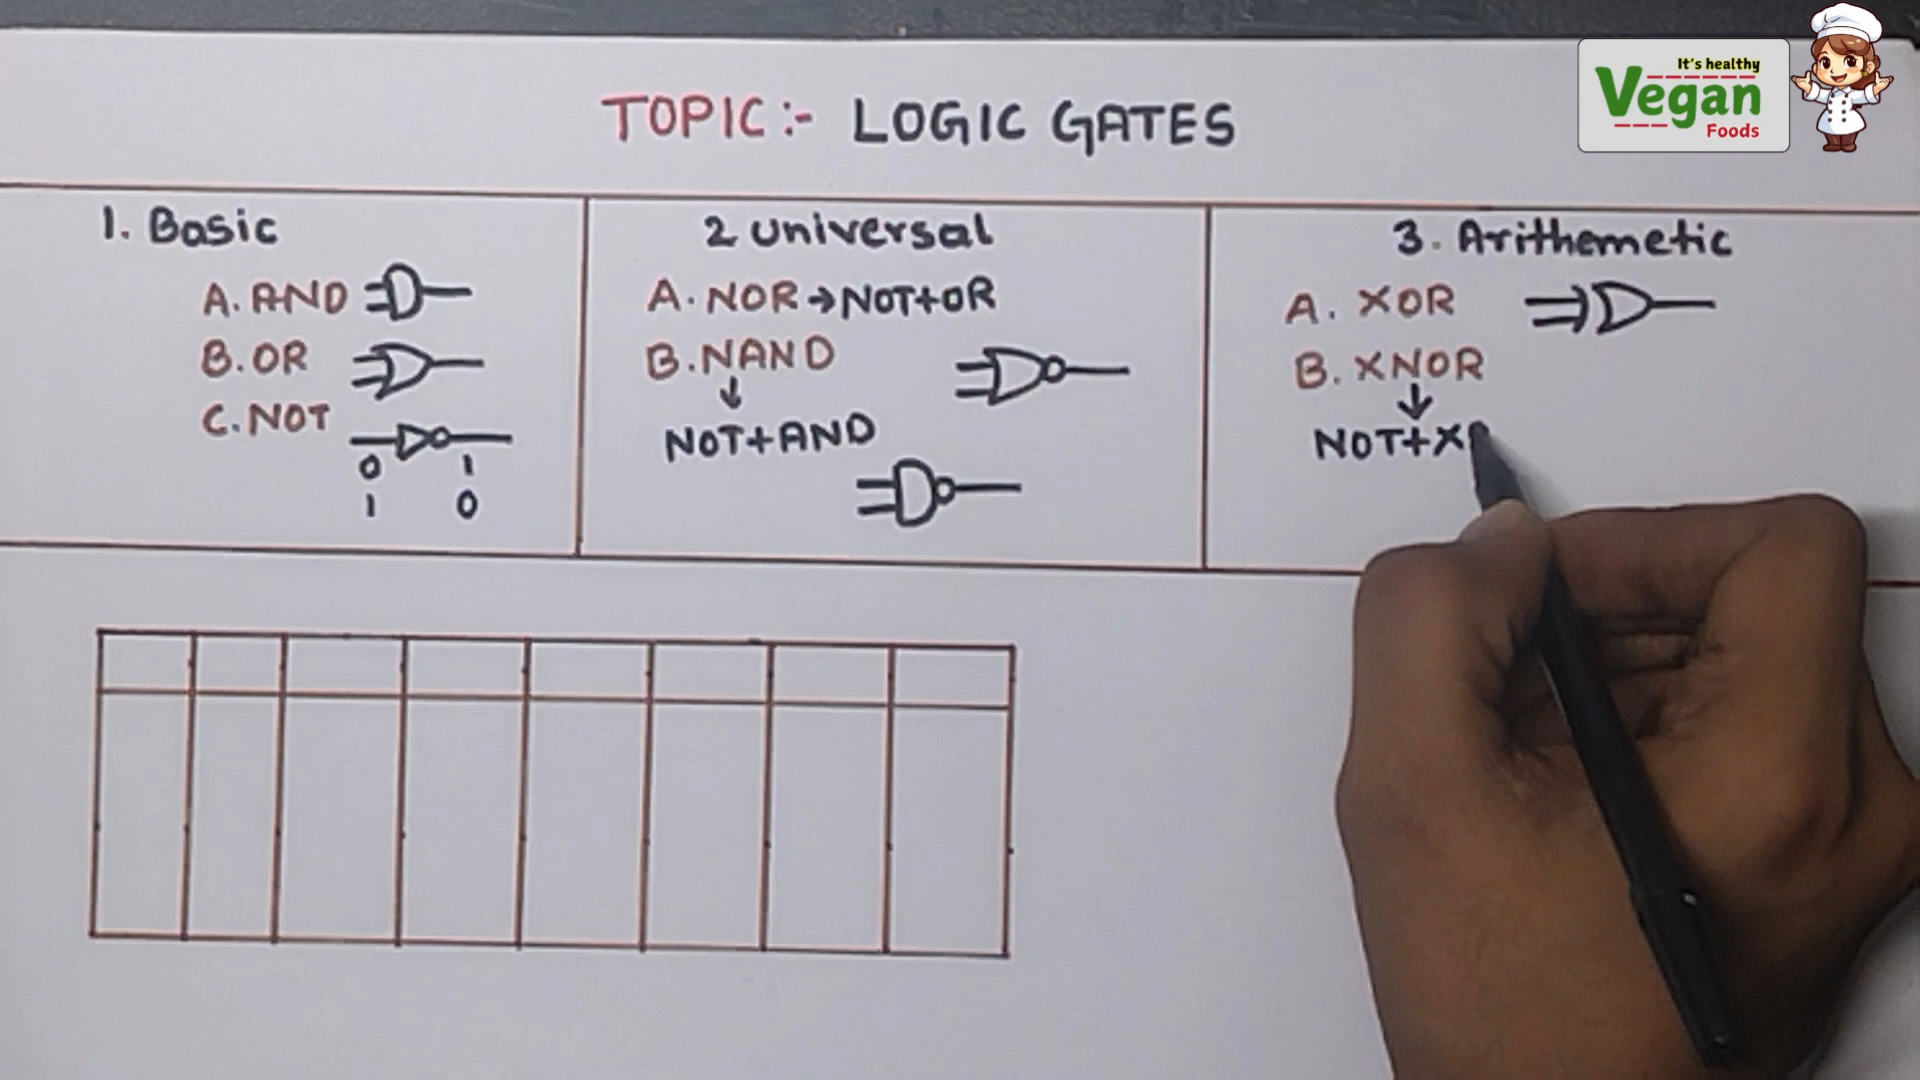 TOPIC:- LOGIC GATES
It's healthy
Vegan
Foods
1. Basic
A. AND
B. OR
C. NOT
0 1
1 0
2 universal
A. NOR→NOT+OR
B. NAND
↓
NOT+AND
3. Arithemetic
A. XOR
B. XNOR
↓
NOT+X